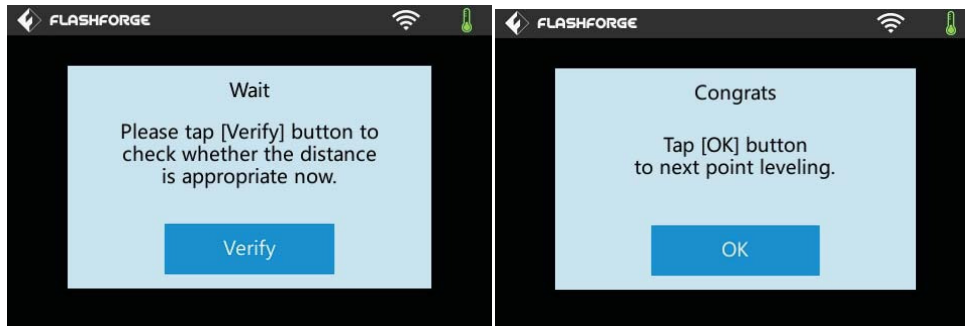 FLASHFORGE
Wait
Please tap [Verify] button to
check whether the distance
is appropriate now.
Verify
FLASHFORGE
Congrats
Tap [OK] button
to next point leveling.
OK